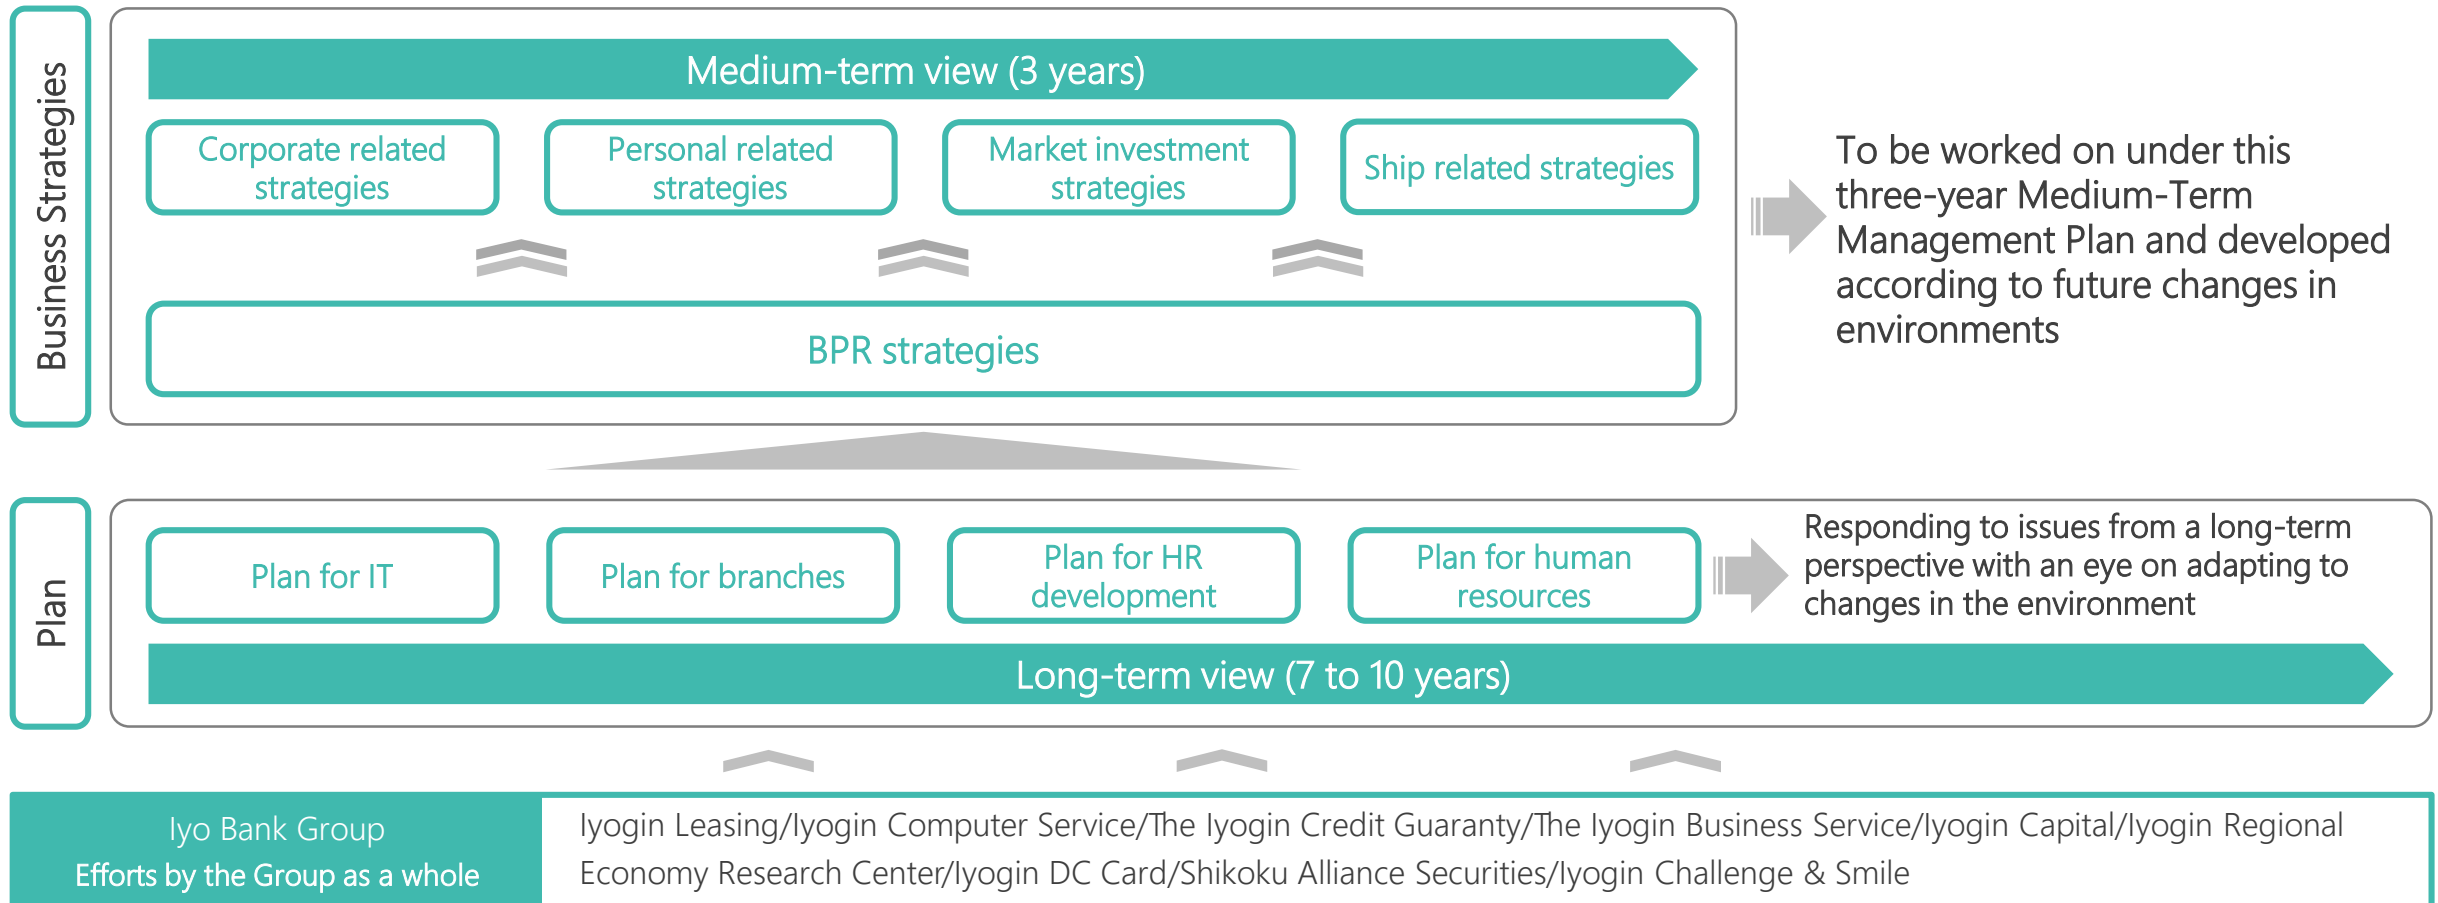 Business Strategies
Medium-term view (3 years)
Corporate related
strategies
Personal related
strategies
Market investment
strategies
Ship related strategies
BPR strategies
To be worked on under this
three-year Medium-Term
Management Plan and developed
according to future changes in
environments
Plan
Plan for IT
Plan for branches
Plan for HR
development
Plan for human
resources
Responding to issues from a long-term
perspective with an eye on adapting to
changes in the environment
Long-term view (7 to 10 years)
Iyo Bank Group
Efforts by the Group as a whole
Iyogin Leasing/Iyogin Computer Service/The Iyogin Credit Guaranty/The Iyogin Business Service/Iyogin Capital/Iyogin Regional
Economy Research Center/Iyogin DC Card/Shikoku Alliance Securities/Iyogin Challenge & Smile